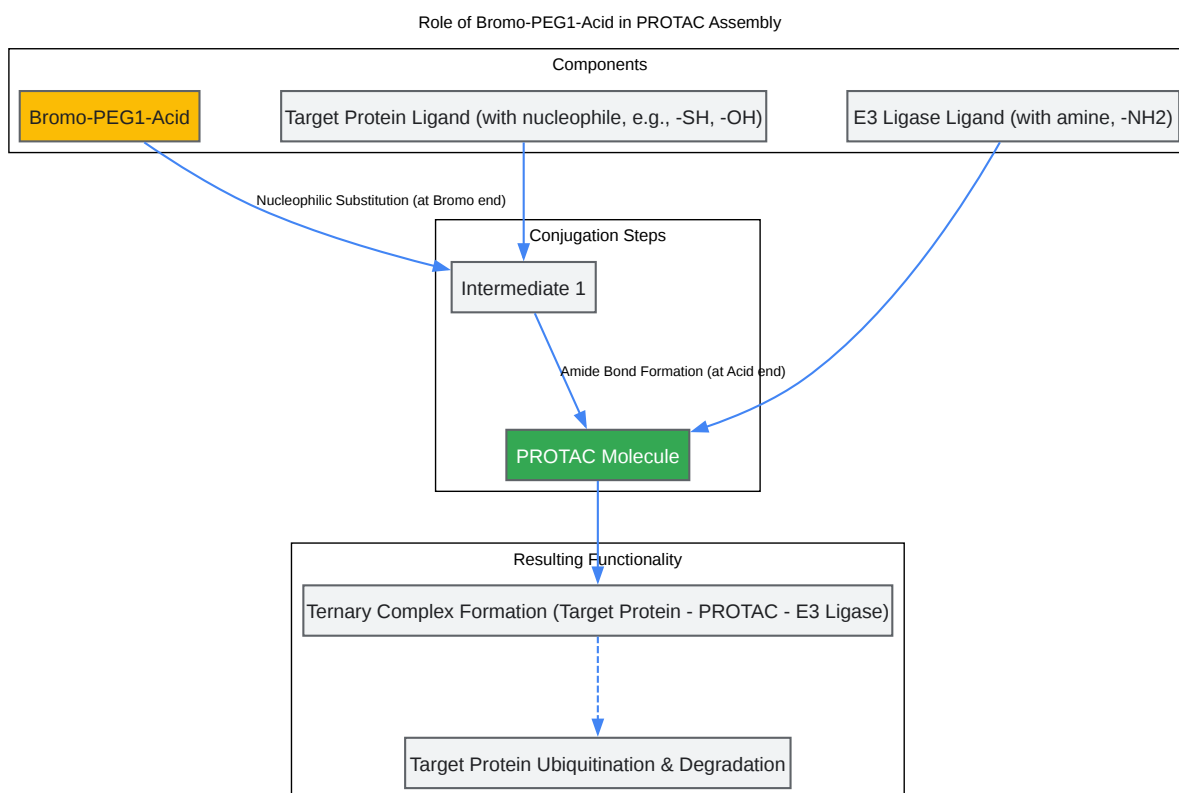 Role of Bromo-PEG1-Acid in PROTAC Assembly
Components
Bromo-PEG1-Acid
Target Protein Ligand (with nucleophile, e.g., -SH, -OH)
E3 Ligase Ligand (with amine, -NH2)
Nucleophilic Substitution (at Bromo end)
Conjugation Steps
Intermediate 1
Amide Bond Formation (at Acid end)
PROTAC Molecule
Resulting Functionality
Ternary Complex Formation (Target Protein - PROTAC - E3 Ligase)
Target Protein Ubiquitination & Degradation